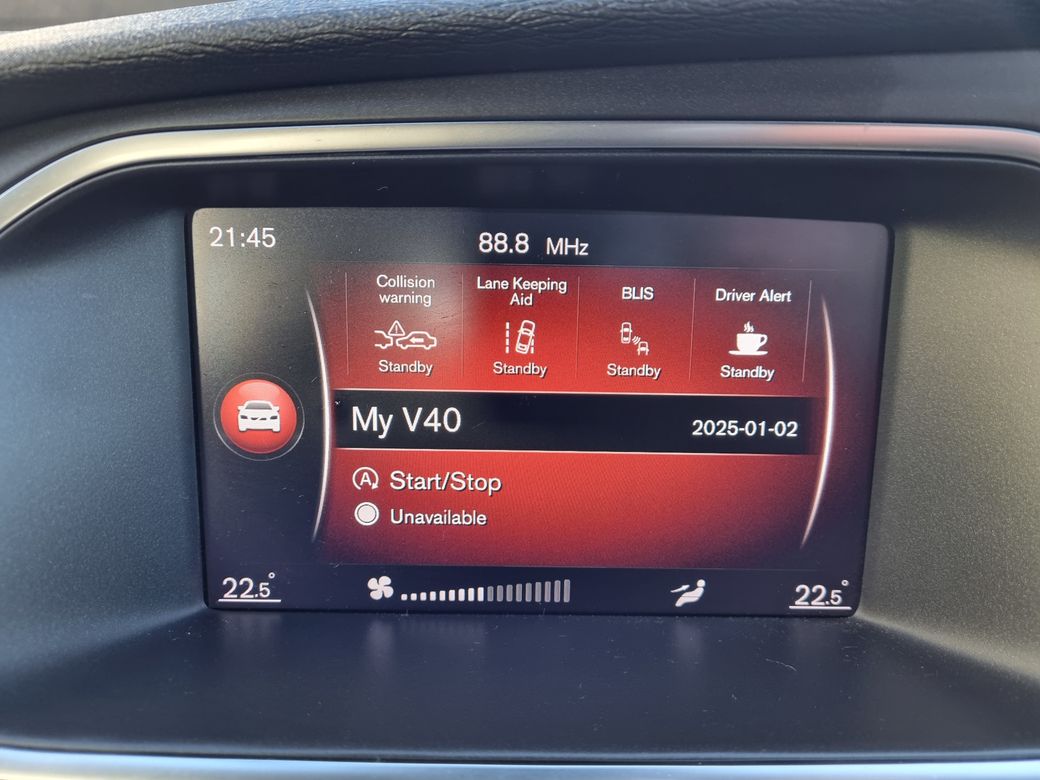 21:45
88.8 MHz
Collision
warning
Standby
Lane Keeping
Aid
Standby
BLIS
Standby
Driver Alert
Standby
My V40
2025-01-02
A Start/Stop
Unavailable
22.5°
22.5°